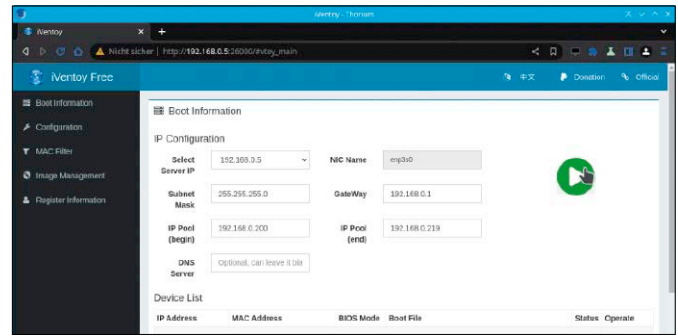 iVentoy - Thorium
iVentoy × +
Nicht sicher | http://192.168.0.5:26000/#vtoy_main
iVentoy Free 中文 Donation Official
Boot Information
Configuration
MAC Filter
Image Management
Register Information
Boot Information
IP Configuration
Select Server IP 192.168.0.5 NIC Name enp3s0
Subnet Mask 255.255.255.0 GateWay 192.168.0.1
IP Pool (begin) 192.168.0.200 IP Pool (end) 192.168.0.219
DNS Server Optional, can leave it bla
Device List
IP Address MAC Address BIOS Mode Boot File Status Operate